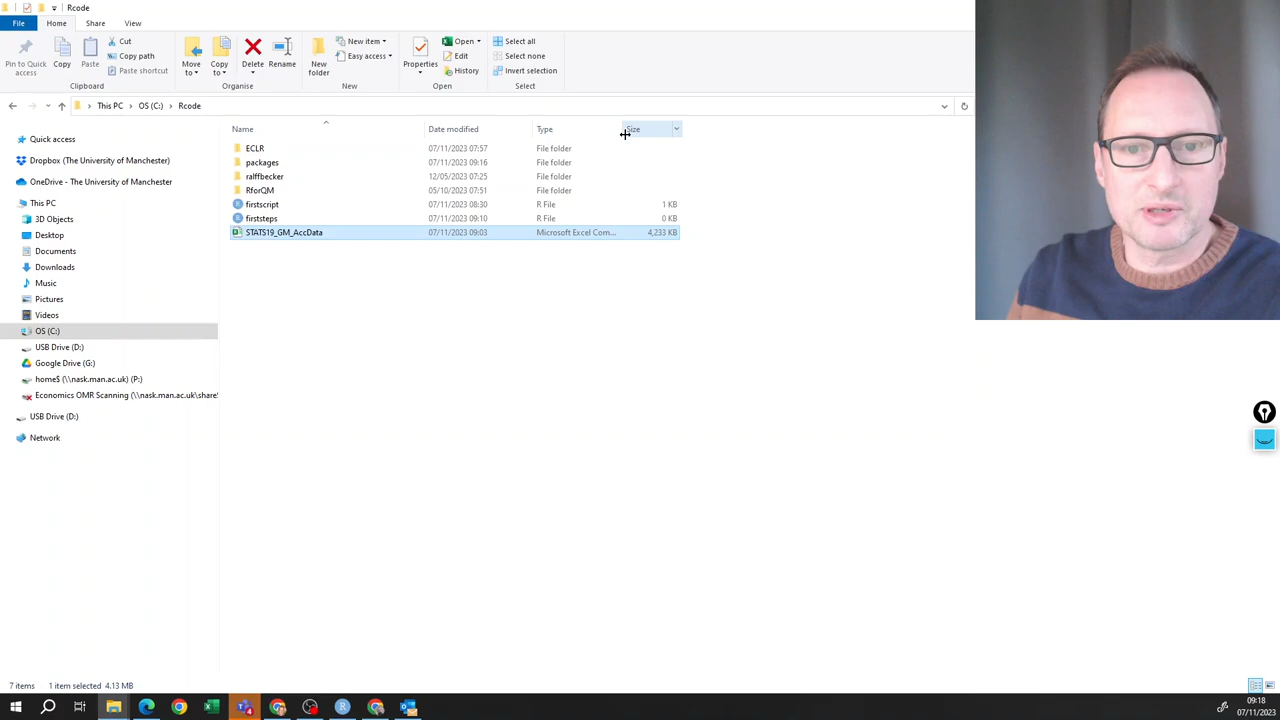 Rcode
File
Home
Share
View
Pin to Quick access
Copy
Paste
Cut
Copy path
Paste shortcut
Clipboard
Move to
Copy to
Delete
Rename
Organise
New folder
New item
Easy access
New
Properties
Open
Edit
History
Open
Select all
Select none
Invert selection
Select
This PC > OS (C:) > Rcode
Name Date modified Type Size
ECLR 07/11/2023 07:57 File folder
packages 07/11/2023 09:16 File folder
ralffbecker 12/05/2023 07:25 File folder
RforQM 05/10/2023 07:51 File folder
firstscript 07/11/2023 08:30 R File 1 KB
firststeps 07/11/2023 09:10 R File 0 KB
STATS19_GM_AccData 07/11/2023 09:03 Microsoft Excel Com... 4,233 KB
Quick access
Dropbox (The University of Manchester)
OneDrive - The University of Manchester
This PC
3D Objects
Desktop
Documents
Downloads
Music
Pictures
Videos
OS (C:)
USB Drive (D:)
Google Drive (G:)
home$ (\\nask.man.ac.uk) (P:)
Economics OMR Scanning (\\nask.man.ac.uk\share$
USB Drive (D:)
Network
7 items 1 item selected 4.13 MB
09:18
07/11/2023